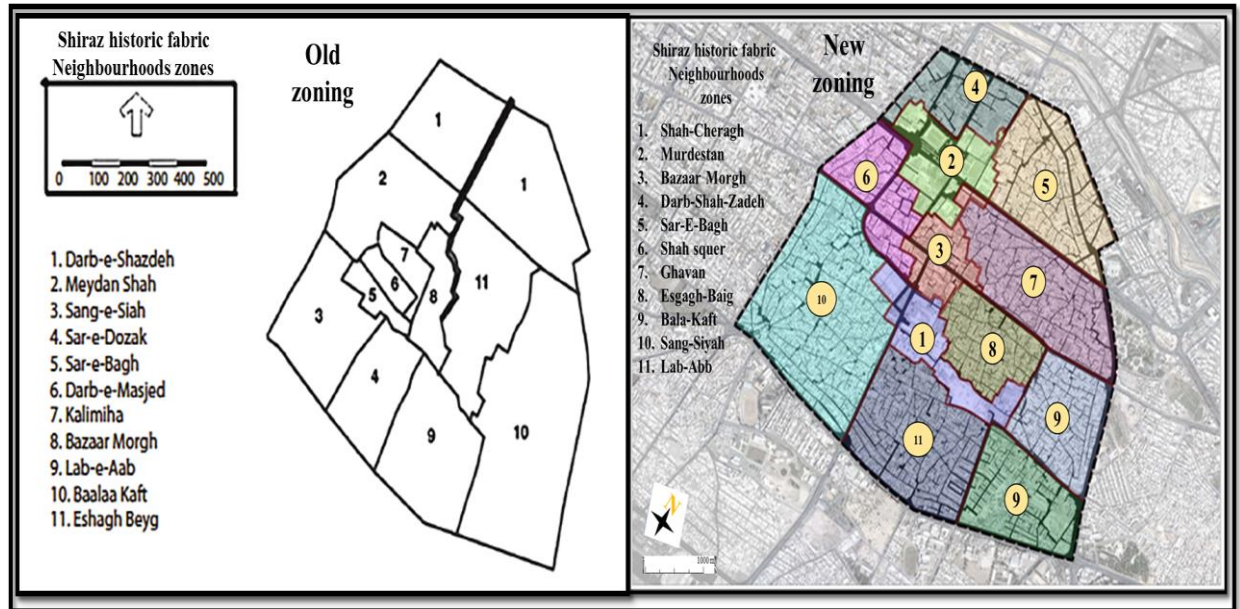 Shiraz historic fabric
Neighbourhoods zones
Old
zoning
0 100 200 300 400 500
1. Darb-e-Shazdeh
2. Meydan Shah
3. Sang-e-Siah
4. Sar-e-Dozak
5. Sar-e-Bagh
6. Darb-e-Masjed
7. Kalimiha
8. Bazaar Morgh
9. Lab-e-Aab
10. Baalaa Kaft
11. Eshagh Beyg
1
1
2
7
6
5
8
11
3
4
9
10
Shiraz historic fabric
Neighbourhoods
zones
New
zoning
1. Shah-Cheragh
2. Murdestan
3. Bazaar Morgh
4. Darb-Shah-Zadeh
5. Sar-E-Bagh
6. Shah squer
7. Ghavan
8. Esgagh-Baig
9. Bala-Kaft
10. Sang-Siyah
11. Lab-Abb
4
2
5
6
3
7
10
1
8
9
11
9
N
1000 m